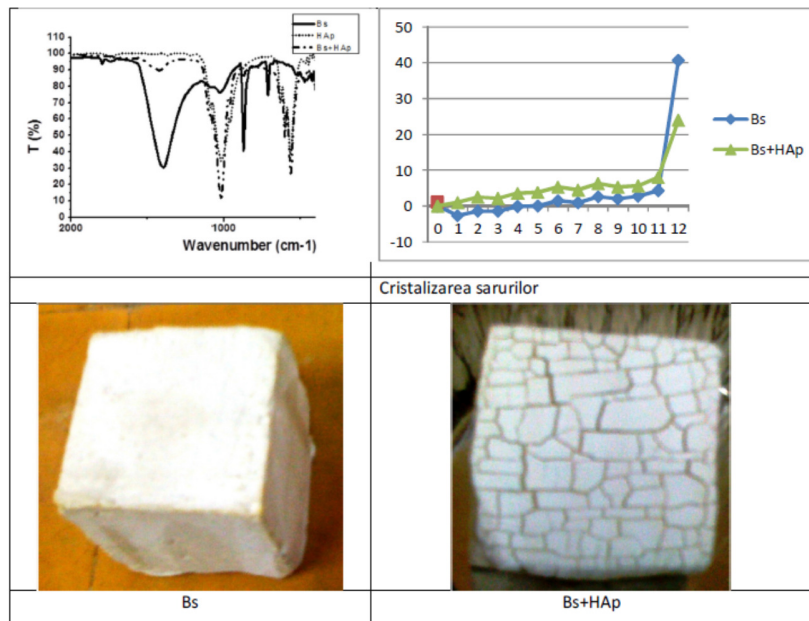 Bs
HAp
Bs+HAp
110
100
90
80
70
60
50
40
30
20
10
0
T (%)
2000
1000
Wavenumber (cm-1)
50
40
30
20
10
0
-10
0 1 2 3 4 5 6 7 8 9 10 11 12
Bs
Bs+HAp
Cristalizarea sarurilor
Bs
Bs+HAp